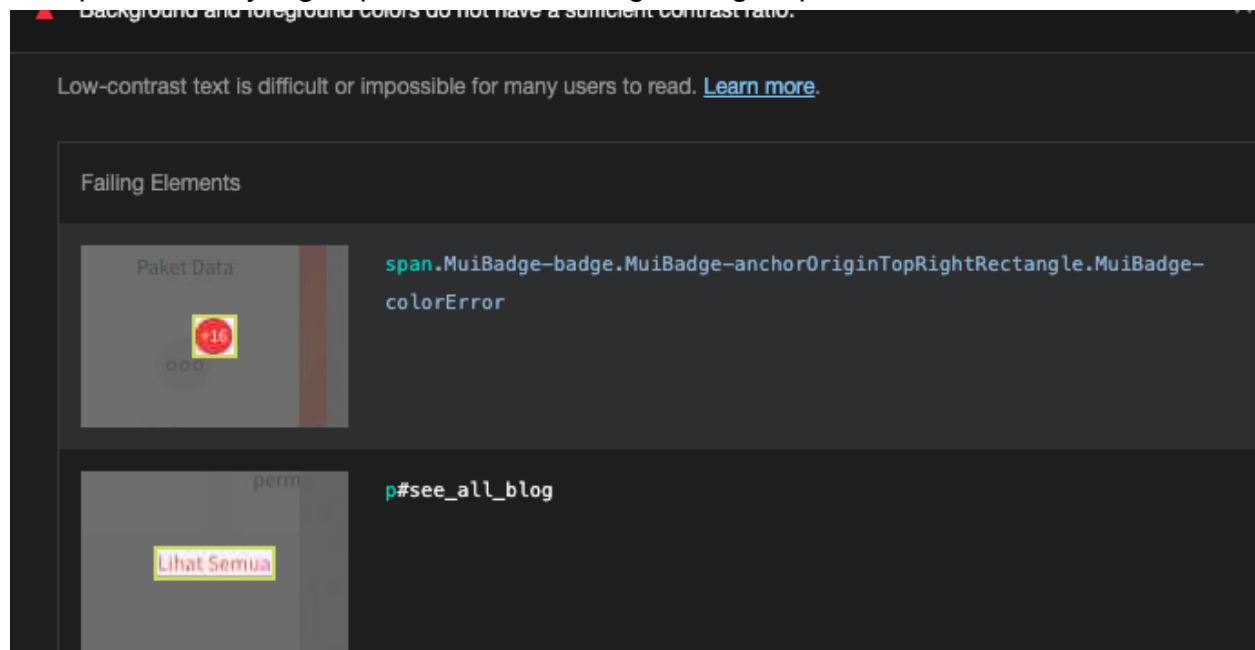 Background and foreground colors do not have a sufficient contrast ratio.
Low-contrast text is difficult or impossible for many users to read. Learn more.
Failing Elements
Paket Data
+16
span.MuiBadge-badge.MuiBadge-anchorOriginTopRightRectangle.MuiBadge-
colorError
perm
Lihat Semua
p#see_all_blog